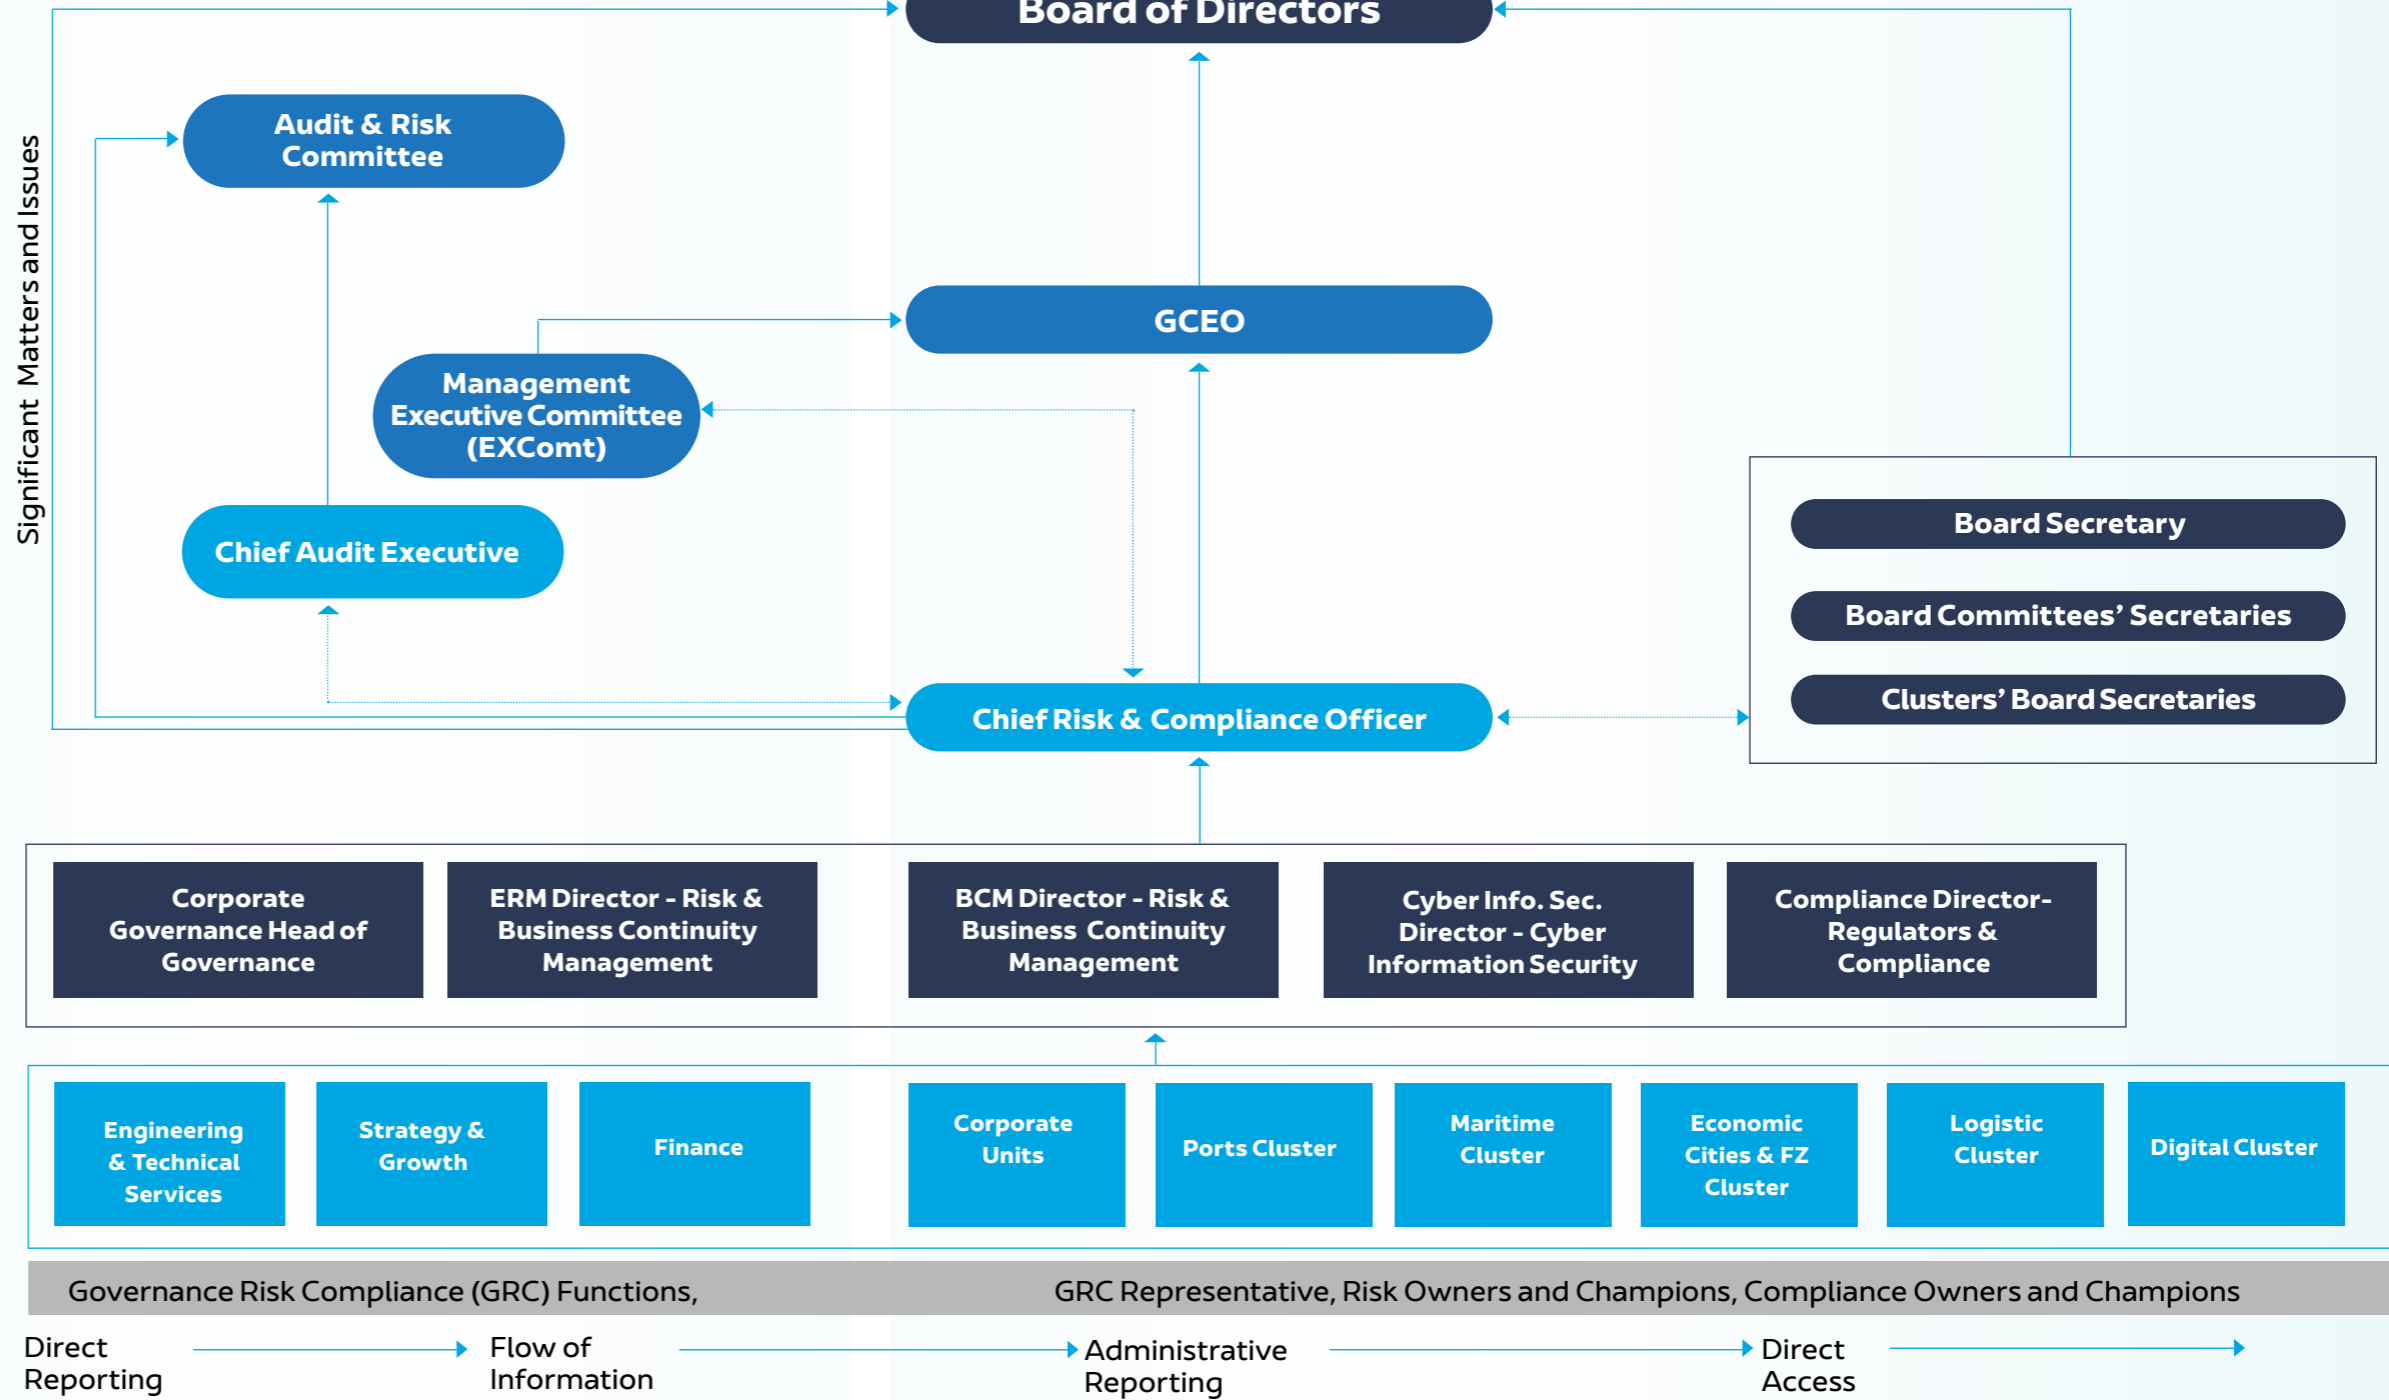 Board of Directors
Significant Matters and Issues
Audit & Risk
Committee
GCEO
Management
Executive Committee
(EXComt)
Chief Audit Executive
Board Secretary
Board Committees’ Secretaries
Clusters’ Board Secretaries
Chief Risk & Compliance Officer
Corporate
Governance Head of
Governance
ERM Director - Risk &
Business Continuity
Management
BCM Director - Risk &
Business Continuity
Management
Cyber Info. Sec.
Director - Cyber
Information Security
Compliance Director-
Regulators &
Compliance
Engineering
& Technical
Services
Strategy &
Growth
Finance
Corporate
Units
Ports Cluster
Maritime
Cluster
Economic
Cities & FZ
Cluster
Logistic
Cluster
Digital Cluster
Governance Risk Compliance (GRC) Functions,
GRC Representative, Risk Owners and Champions, Compliance Owners and Champions
Direct
Reporting
Flow of
Information
Administrative
Reporting
Direct
Access